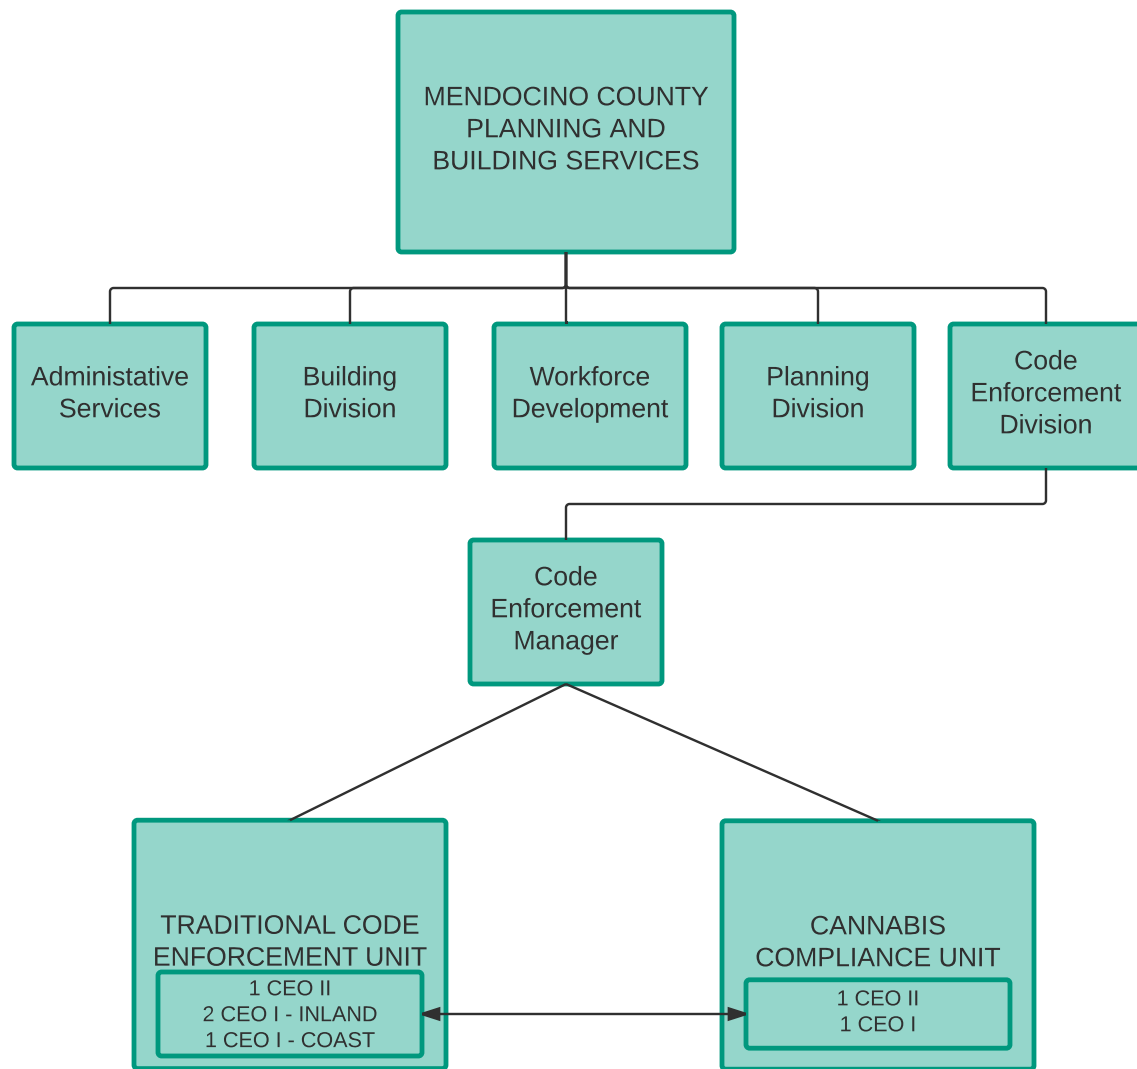 MENDOCINO COUNTY
PLANNING AND
BUILDING SERVICES
Administative
Services
Building
Division
Workforce
Development
Planning
Division
Code
Enforcement
Division
Code
Enforcement
Manager
TRADITIONAL CODE
ENFORCEMENT UNIT
1 CEO II
2 CEO I - INLAND
1 CEO I - COAST
CANNABIS
COMPLIANCE UNIT
1 CEO II
1 CEO I